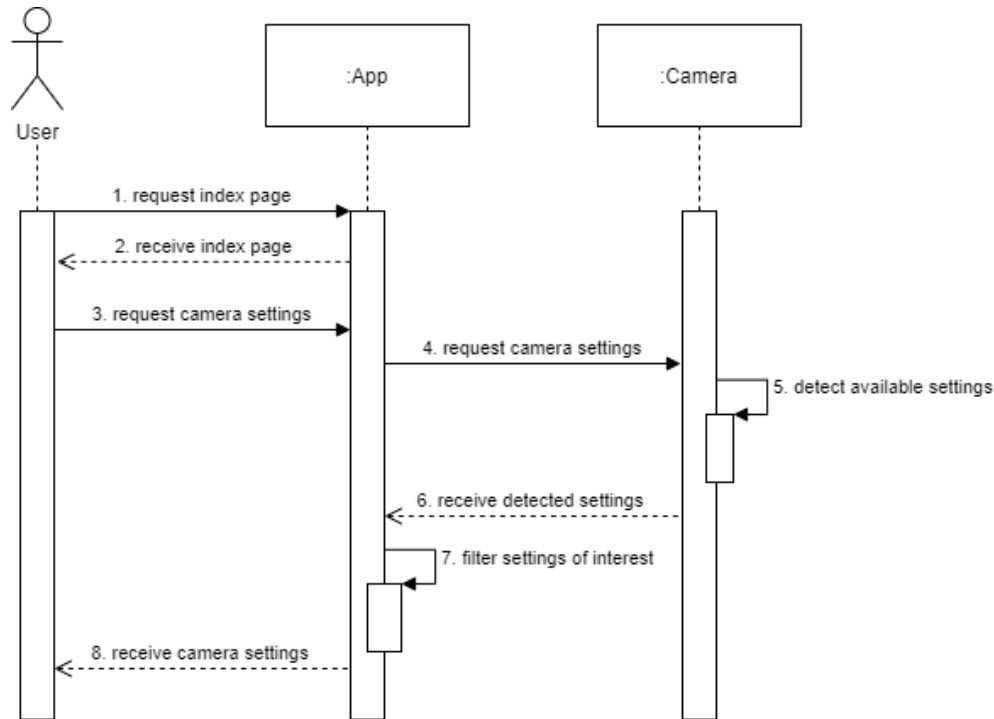 :App
:Camera
User
1. request index page
2. receive index page
3. request camera settings
4. request camera settings
5. detect available settings
6. receive detected settings
7. filter settings of interest
8. receive camera settings